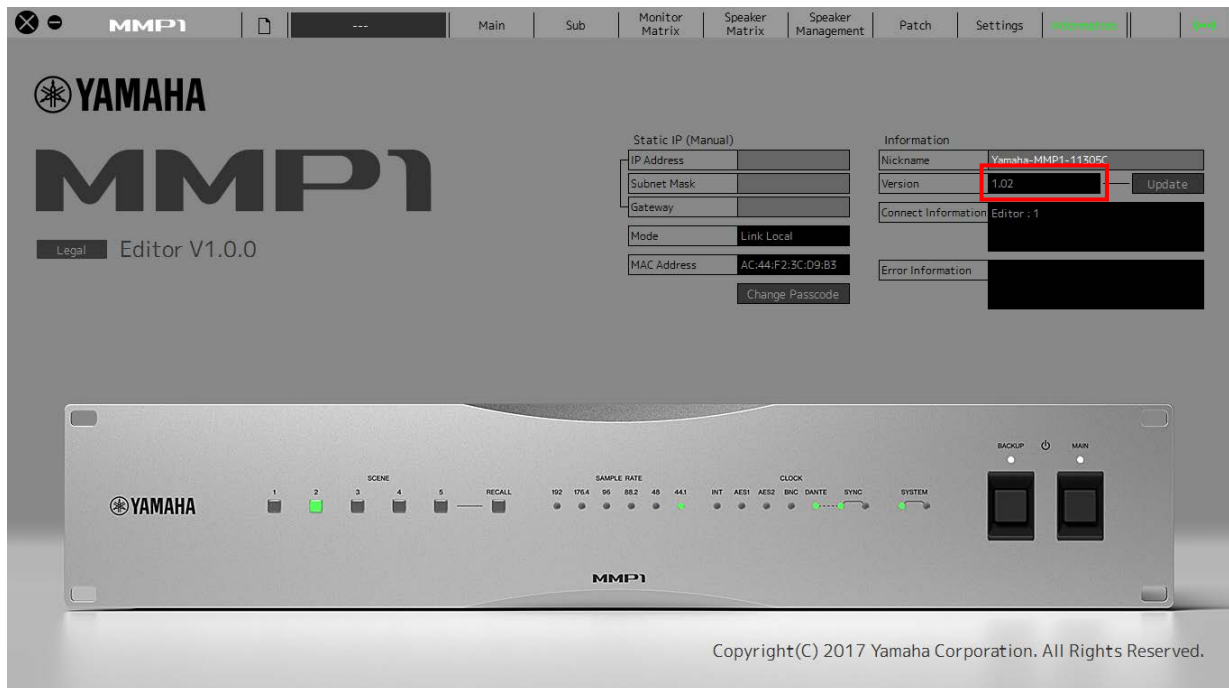 MMP1
---
Main
Sub
Monitor
Matrix
Speaker
Matrix
Speaker
Management
Patch
Settings
Information
YAMAHA
MMP1
Legal
Editor V1.0.0
Static IP (Manual)
IP Address
Subnet Mask
Gateway
Mode Link Local
MAC Address AC:44:F2:3C:D9:B3
Change Passcode
Information
Nickname Yamaha-MMP1-11305C
Version 1.02 Update
Connect Information Editor : 1
Error Information
BACKUP MAIN
SCENE SAMPLE RATE CLOCK
1 2 3 4 5 RECALL 192 176.4 96 88.2 48 44.1 INT AES1 AES2 BNC DANTE SYNC SYSTEM
YAMAHA
MMP1
Copyright(C) 2017 Yamaha Corporation. All Rights Reserved.